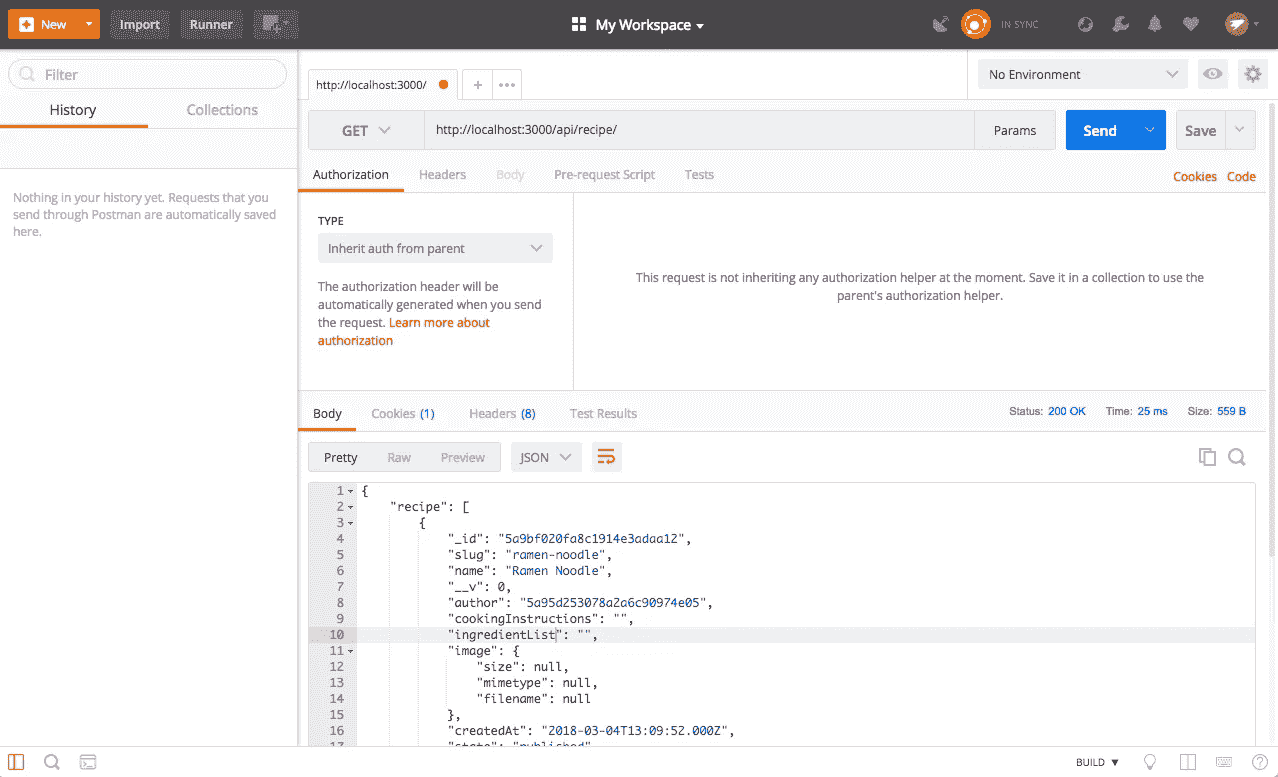 New Import Runner My Workspace IN SYNC
Filter
History Collections
Nothing in your history yet. Requests that you
send through Postman are automatically saved
here.
http://localhost:3000/ + ••• No Environment
GET http://localhost:3000/api/recipe/ Params Send Save
Authorization Headers Body Pre-request Script Tests Cookies Code
TYPE
Inherit auth from parent
The authorization header will be
automatically generated when you send
the request. Learn more about
authorization
This request is not inheriting any authorization helper at the moment. Save it in a collection to use the
parent's authorization helper.
Body Cookies (1) Headers (8) Test Results Status: 200 OK Time: 25 ms Size: 559 B
Pretty Raw Preview JSON
1 {
2 "recipe": [
3 {
4 "_id": "5a9bf020fa8c1914e3adaa12",
5 "slug": "ramen-noodle",
6 "name": "Ramen Noodle",
7 "__v": 0,
8 "author": "5a95d253078a2a6c90974e05",
9 "cookingInstructions": "",
10 "ingredientList": "",
11 "image": {
12 "size": null,
13 "mimetype": null,
14 "filename": null
15 },
16 "createdAt": "2018-03-04T13:09:52.000Z",
17 "state": "published"
BUILD